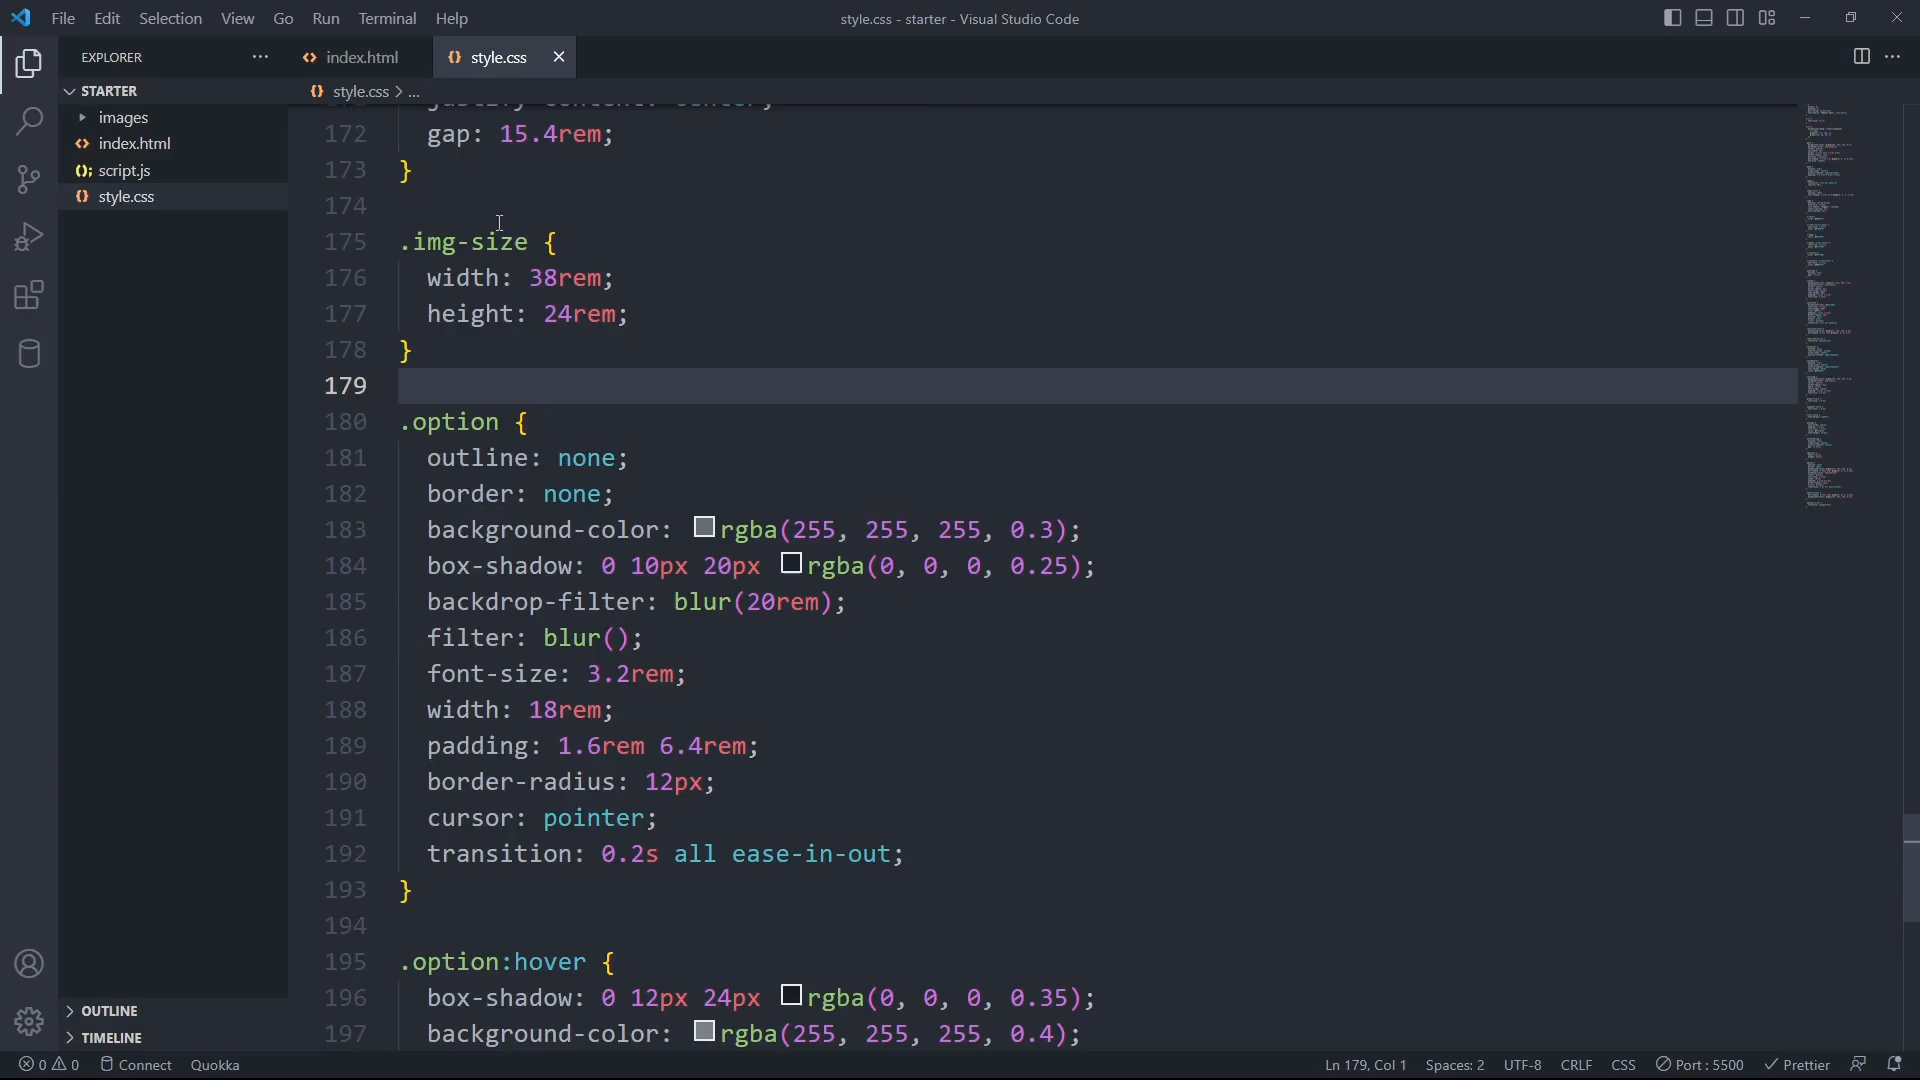 File Edit Selection View Go Run Terminal Help
style.css - starter - Visual Studio Code
EXPLORER
index.html
style.css
STARTER
style.css > ...
images
index.html
script.js
style.css
172 gap: 15.4rem;
173 }
174
175 .img-size {
176 width: 38rem;
177 height: 24rem;
178 }
179
180 .option {
181 outline: none;
182 border: none;
183 background-color: rgba(255, 255, 255, 0.3);
184 box-shadow: 0 10px 20px rgba(0, 0, 0, 0.25);
185 backdrop-filter: blur(20rem);
186 filter: blur();
187 font-size: 3.2rem;
188 width: 18rem;
189 padding: 1.6rem 6.4rem;
190 border-radius: 12px;
191 cursor: pointer;
192 transition: 0.2s all ease-in-out;
193 }
194
195 .option:hover {
196 box-shadow: 0 12px 24px rgba(0, 0, 0, 0.35);
197 background-color: rgba(255, 255, 255, 0.4);
OUTLINE
TIMELINE
0 0 Connect Quokka
Ln 179, Col 1 Spaces: 2 UTF-8 CRLF CSS Port : 5500 Prettier